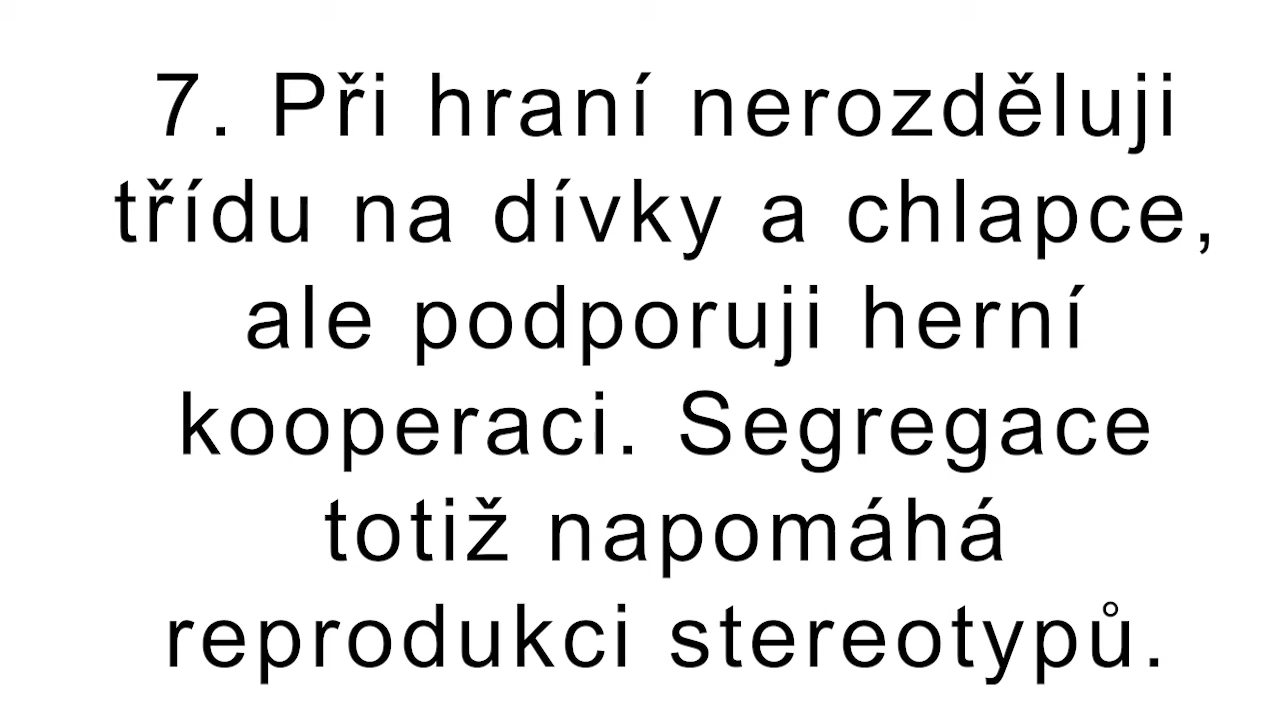 7. Při hraní nerozděluji
třídu na dívky a chlapce,
ale podporuji herní
kooperaci. Segregace
totiž napomáhá
reprodukci stereotypů.